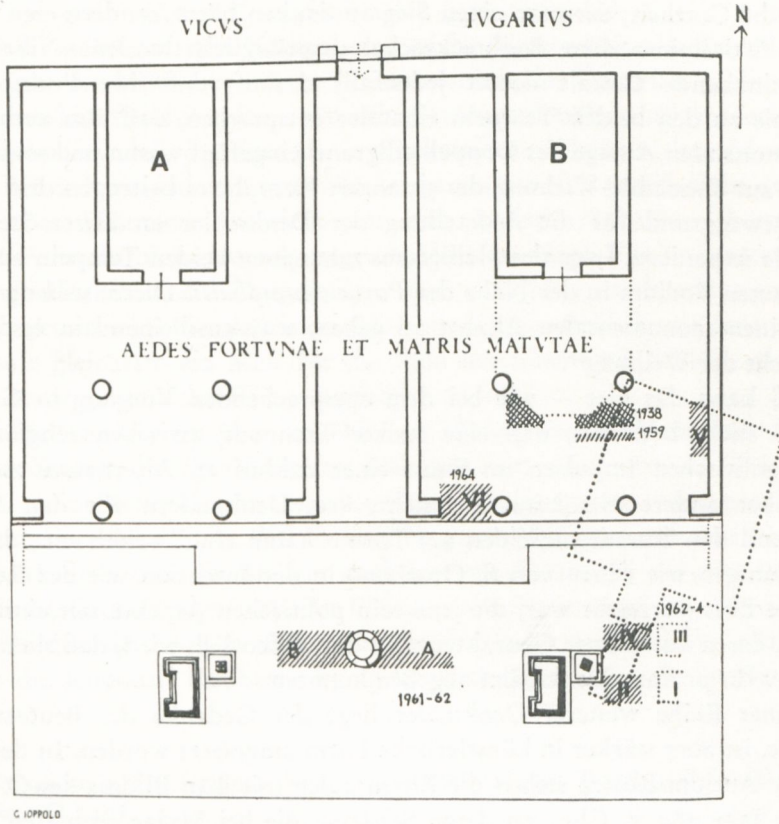 VICVS IVGARIVS N
A B
AEDES FORTVNAE ET MATRIS MATVTAE
1938
1959
V
1964
VI
1962-4
IV III
B A
II I
1961-62
G IOPPOLO